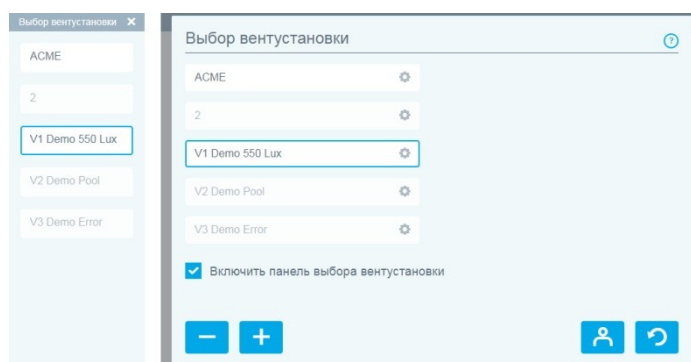 Выбор вентустановки
ACME
2
V1 Demo 550 Lux
V2 Demo Pool
V3 Demo Error
Выбор вентустановки
ACME
2
V1 Demo 550 Lux
V2 Demo Pool
V3 Demo Error
Включить панель выбора вентустановки